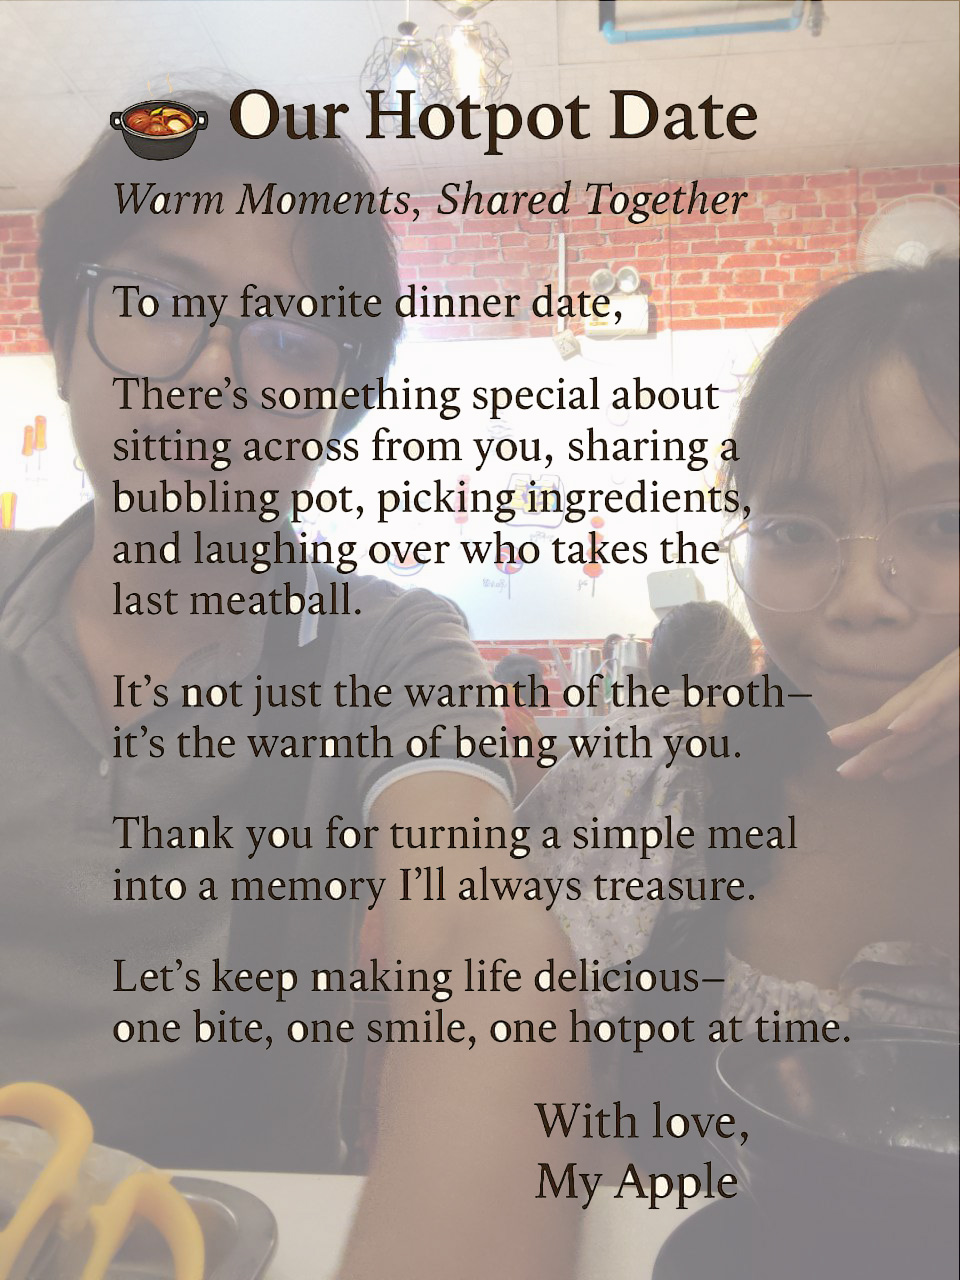 Our Hotpot Date
Warm Moments, Shared Together
To my favorite dinner date,
There’s something special about
sitting across from you, sharing a
bubbling pot, picking ingredients,
and laughing over who takes the
last meatball.
It’s not just the warmth of the broth–
it’s the warmth of being with you.
Thank you for turning a simple meal
into a memory I’ll always treasure.
Let’s keep making life delicious–
one bite, one smile, one hotpot at time.
With love,
My Apple